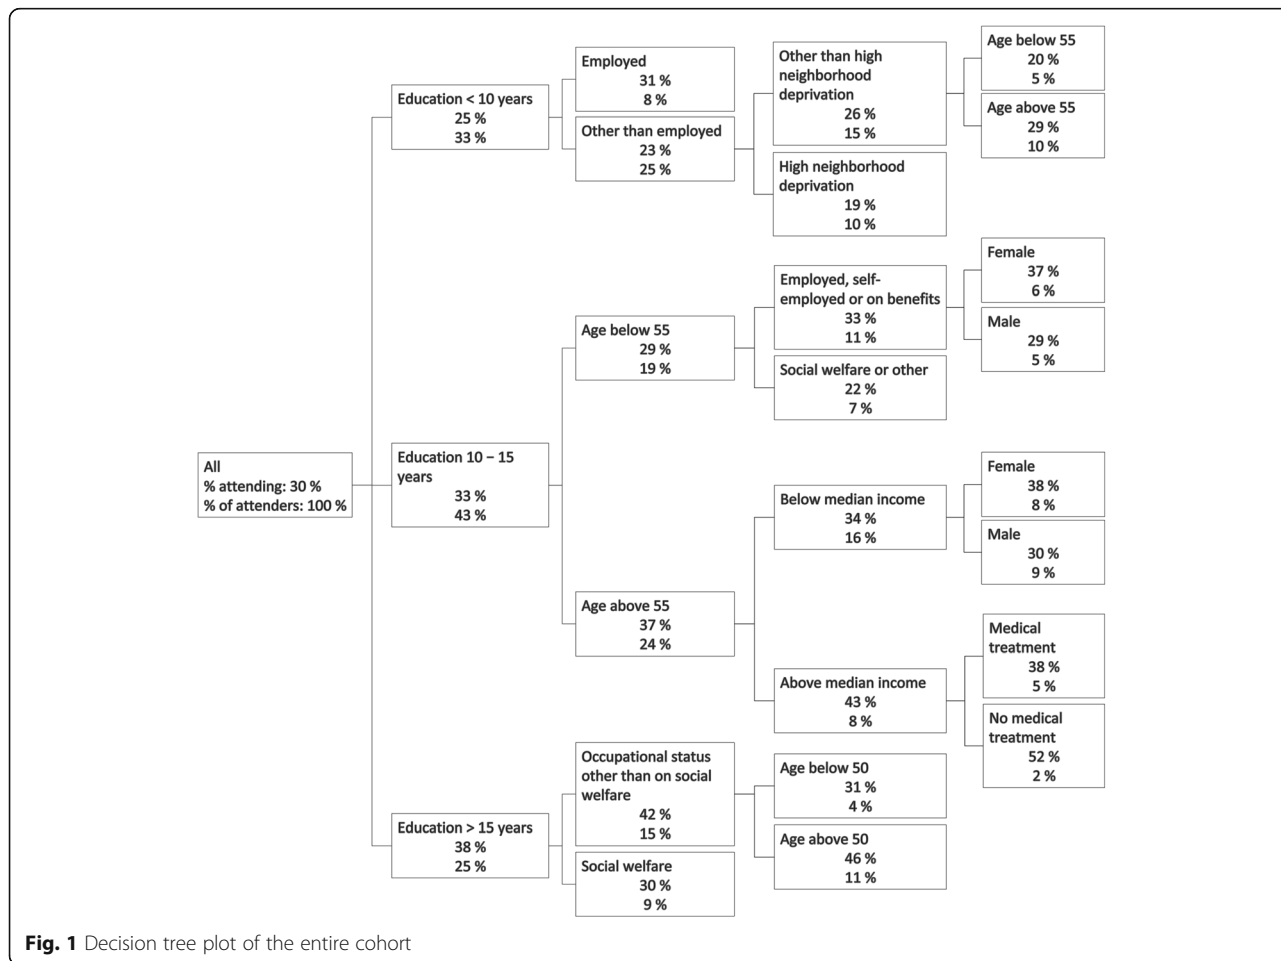 All
% attending: 30 %
% of attenders: 100 %
Education < 10 years
25 %
33 %
Employed
31 %
8 %
Other than employed
23 %
25 %
Other than high
neighborhood
deprivation
26 %
15 %
Age below 55
20 %
5 %
Age above 55
29 %
10 %
High neighborhood
deprivation
19 %
10 %
Education 10 – 15
years
33 %
43 %
Age below 55
29 %
19 %
Employed, self-
employed or on benefits
33 %
11 %
Female
37 %
6 %
Male
29 %
5 %
Social welfare or other
22 %
7 %
Age above 55
37 %
24 %
Below median income
34 %
16 %
Female
38 %
8 %
Male
30 %
9 %
Above median income
43 %
8 %
Medical
treatment
38 %
5 %
No medical
treatment
52 %
2 %
Education > 15 years
38 %
25 %
Occupational status
other than on social
welfare
42 %
15 %
Age below 50
31 %
4 %
Age above 50
46 %
11 %
Social welfare
30 %
9 %
Fig. 1 Decision tree plot of the entire cohort